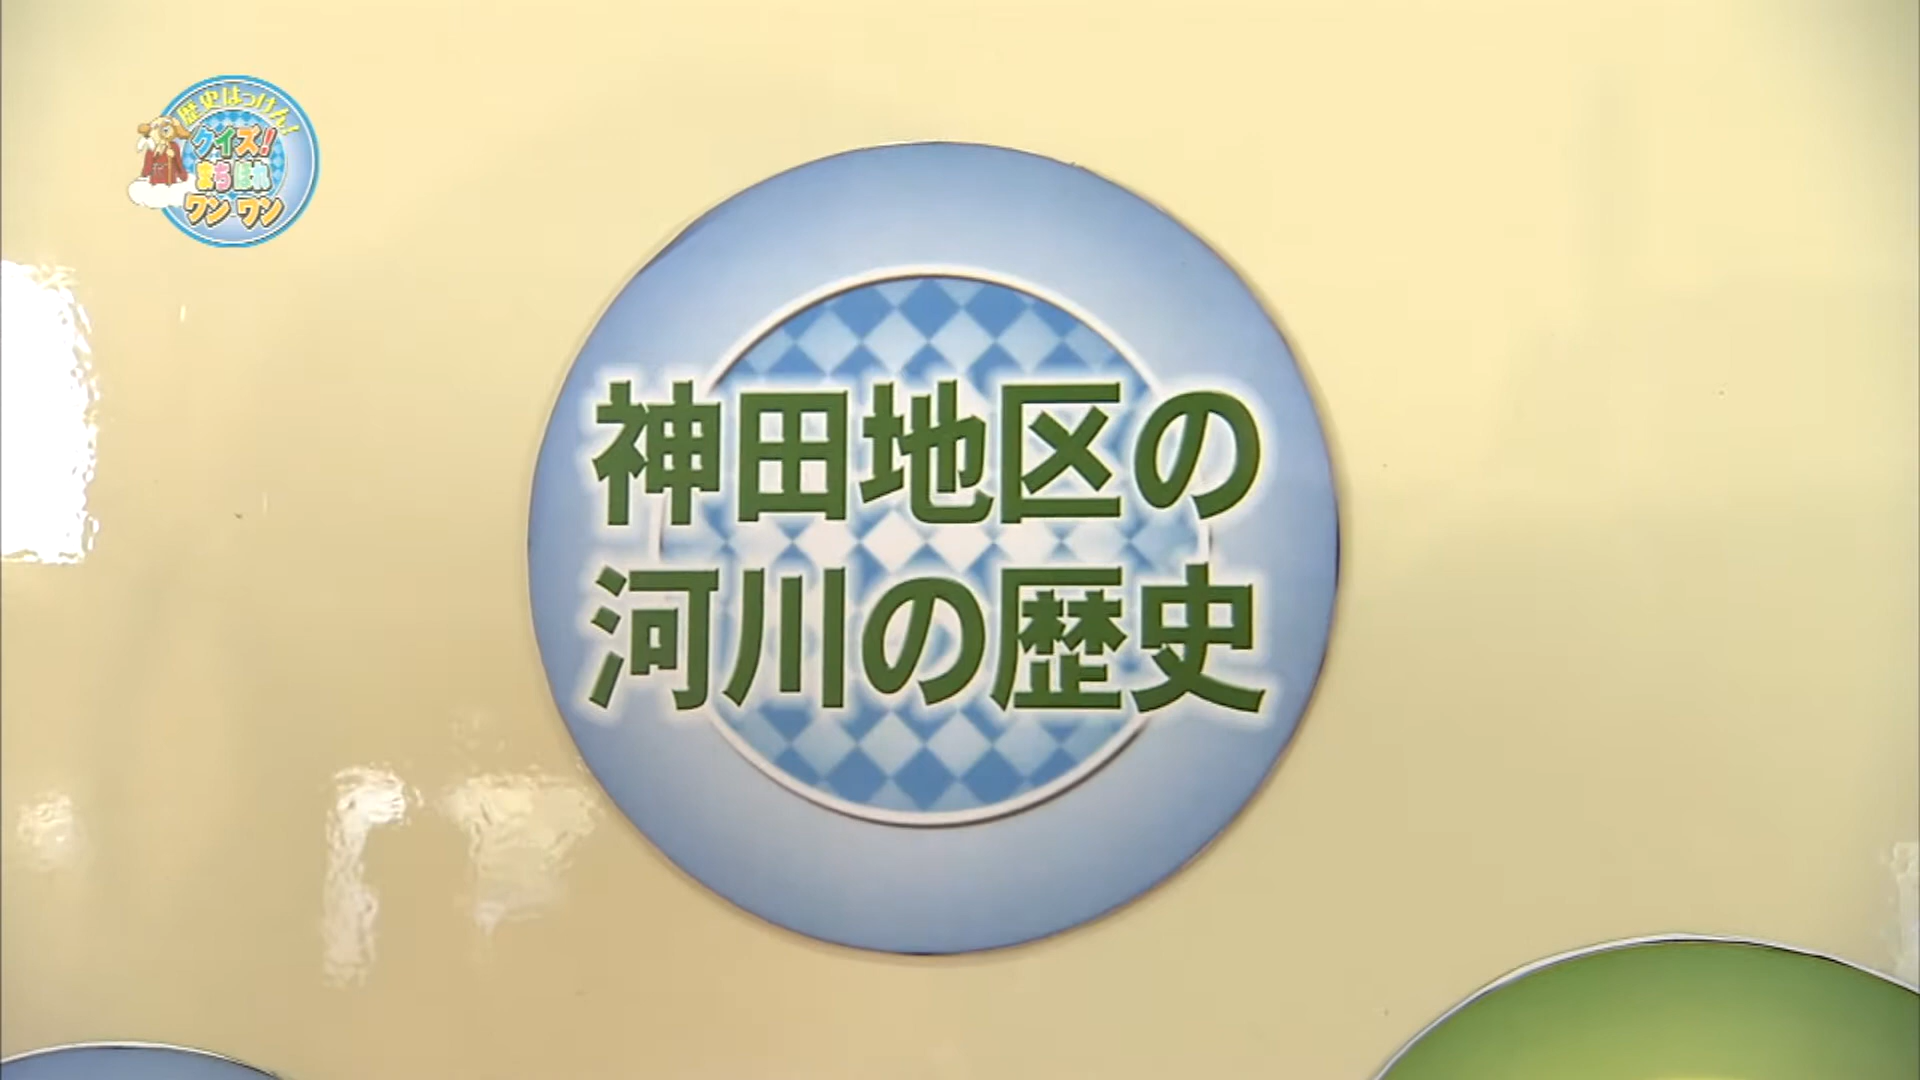 歴史はっけん!
クイズ!
まちほれ
ワンワン
神田地区の
河川の歴史